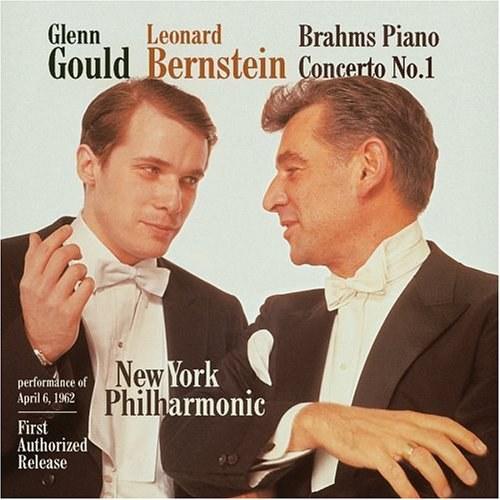 Glenn
Gould
Leonard
Bernstein
Brahms Piano
Concerto No.1
New York
Philharmonic
performance of
April 6, 1962
First
Authorized
Release